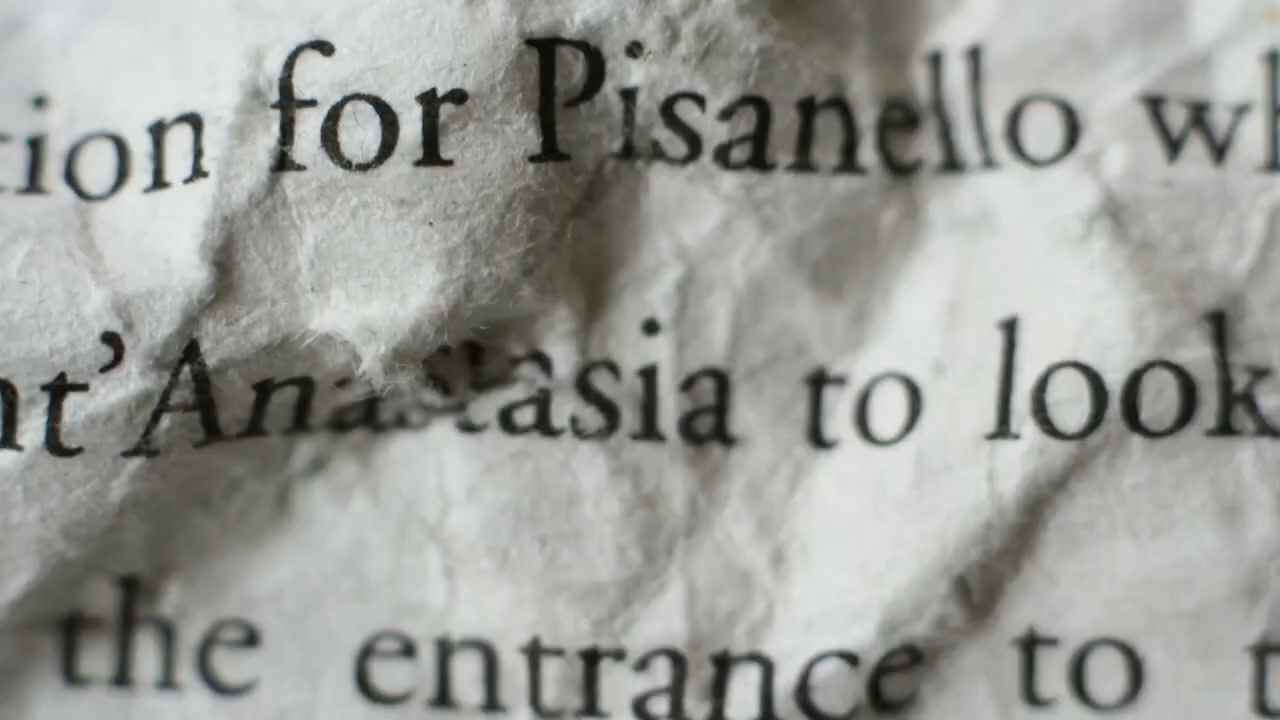 tion for Pisanello wh
nt’Anastasia to look
the entrance to t